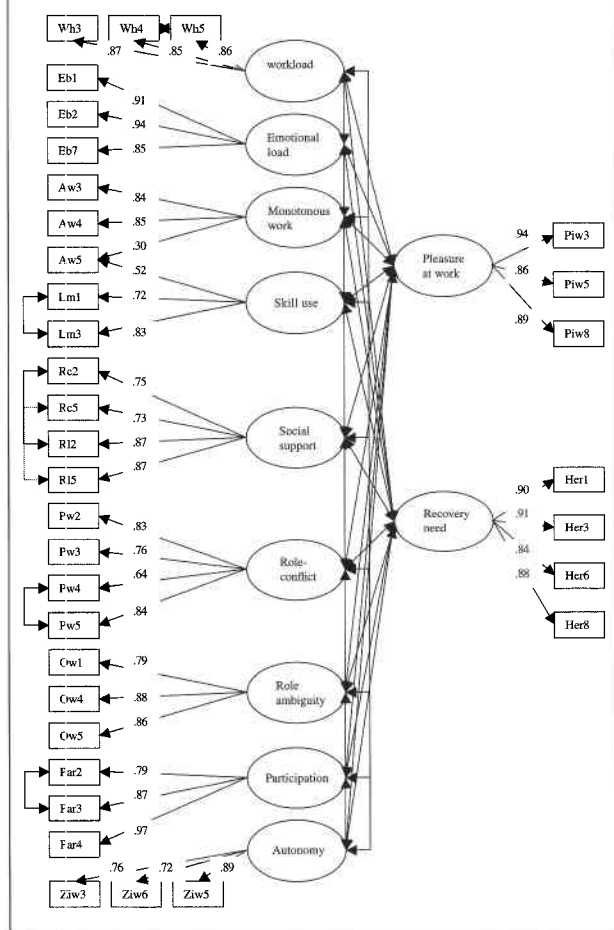 Wh3 Wh4 Wh5
.87 .85 .86
workload
Eb1
.91
Eb2
.94
Eb7
.85
Emotional
load
Aw3
.84
Aw4
.85
Aw5
.30
Monotonous
work
.52
Lm1
.72
Lm3
.83
Skill use
Rc2
.75
Rc5
.73
Rl2
.87
Rl5
.87
Social
support
Pw2
.83
Pw3
.76
Pw4
.64
Pw5
.84
Role-
conflict
Ow1
.79
Ow4
.88
Ow5
.86
Role
ambiguity
Par2
.79
Par3
.87
Par4
.97
Participation
Autonomy
.76 .72 .89
Ziw3 Ziw6 Ziw5
Pleasure
at work
.94
Piw3
.86
Piw5
.89
Piw8
Recovery
need
.90
Her1
.91
Her3
.84
Her6
.88
Her8